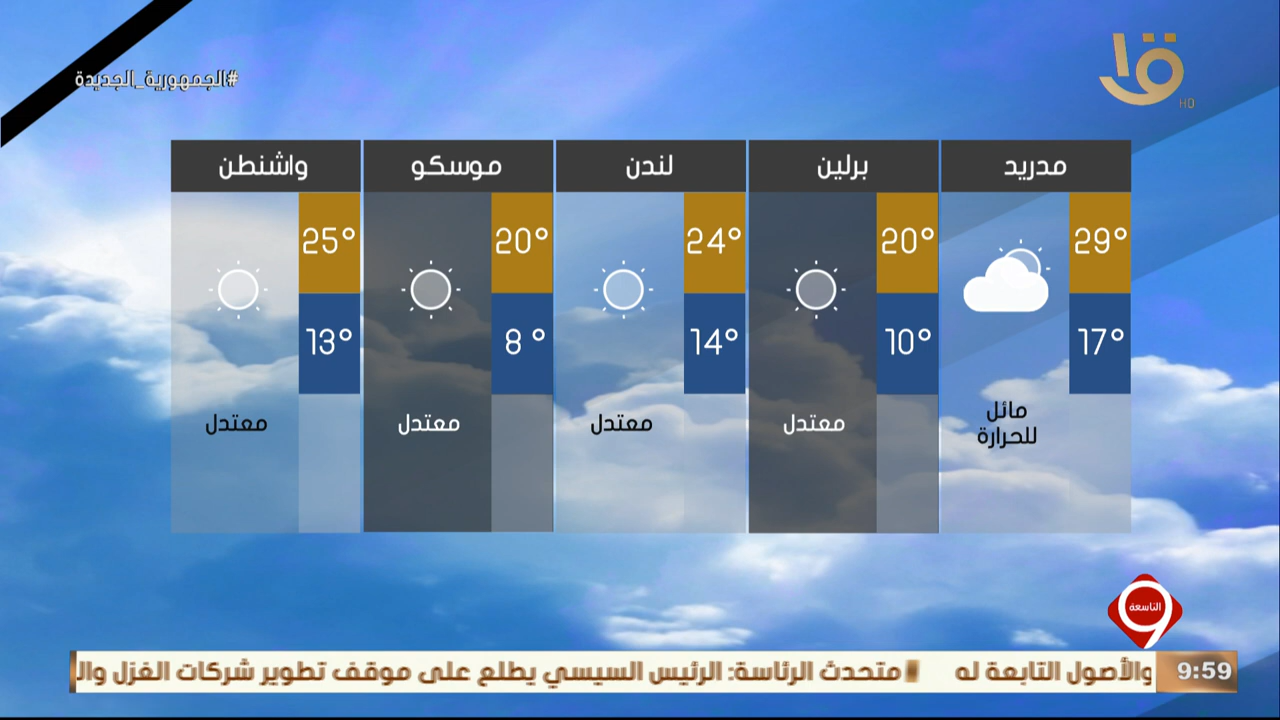 #الجمهورية_الجديدة
HD
مدريد
29°
17°
مائل
للحرارة
برلين
20°
10°
معتدل
لندن
24°
14°
معتدل
موسكو
20°
8°
معتدل
واشنطن
25°
13°
معتدل
التاسعة
9:59
والأصول التابعة له
متحدث الرئاسة: الرئيس السيسي يطلع على موقف تطوير شركات الغزل